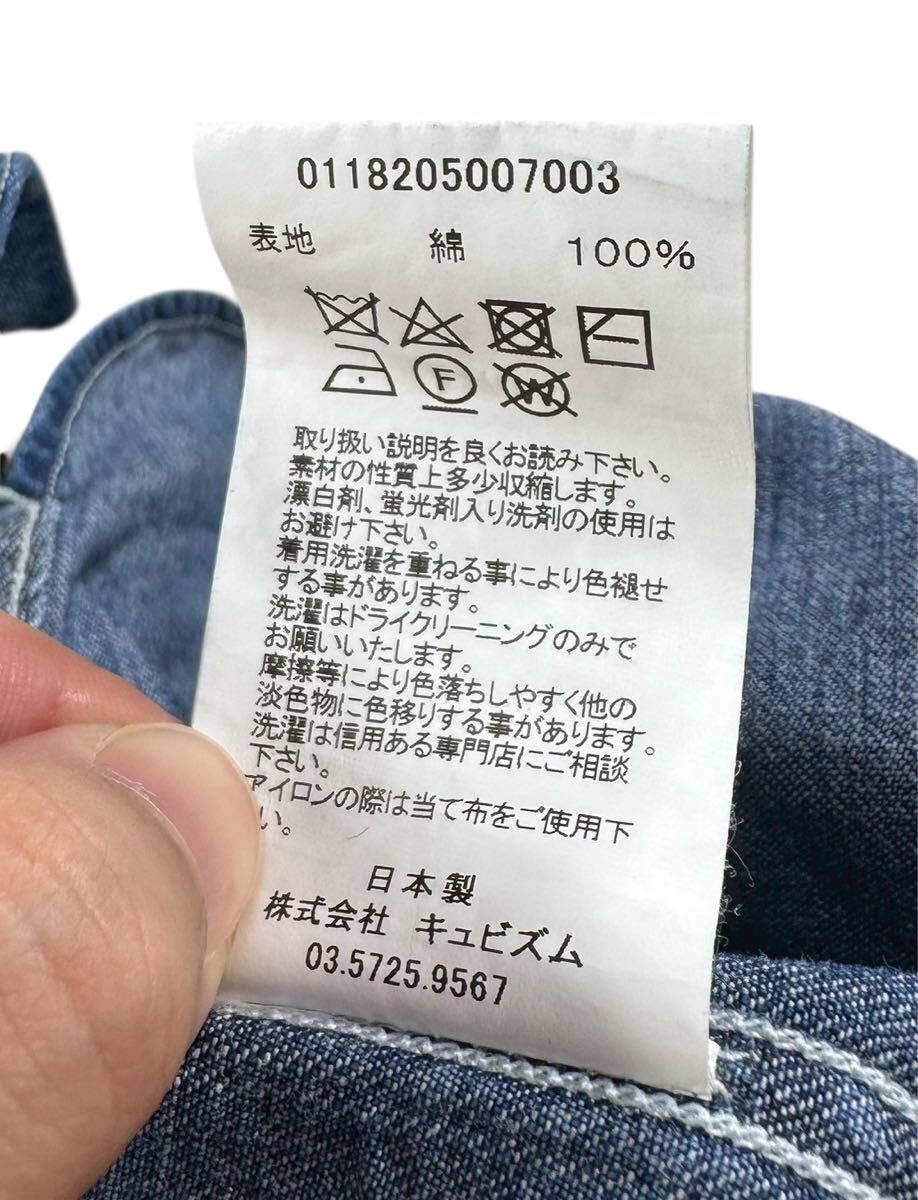 0118205007003
表地 綿 100%
F
W
取り扱い説明を良くお読み下さい。
素材の性質上多少収縮します。
漂白剤、蛍光剤入り洗剤の使用は
お避け下さい。
着用洗濯を重ねる事により色褪せ
する事があります。
洗濯はドライクリーニングのみで
お願いいたします。
摩擦等により色落ちしやすく他の
淡色物に色移りする事があります。
洗濯は信用ある専門店にご相談
下さい。
アイロンの際は当て布をご使用下
い。
日本製
株式会社 キュビズム
03.5725.9567